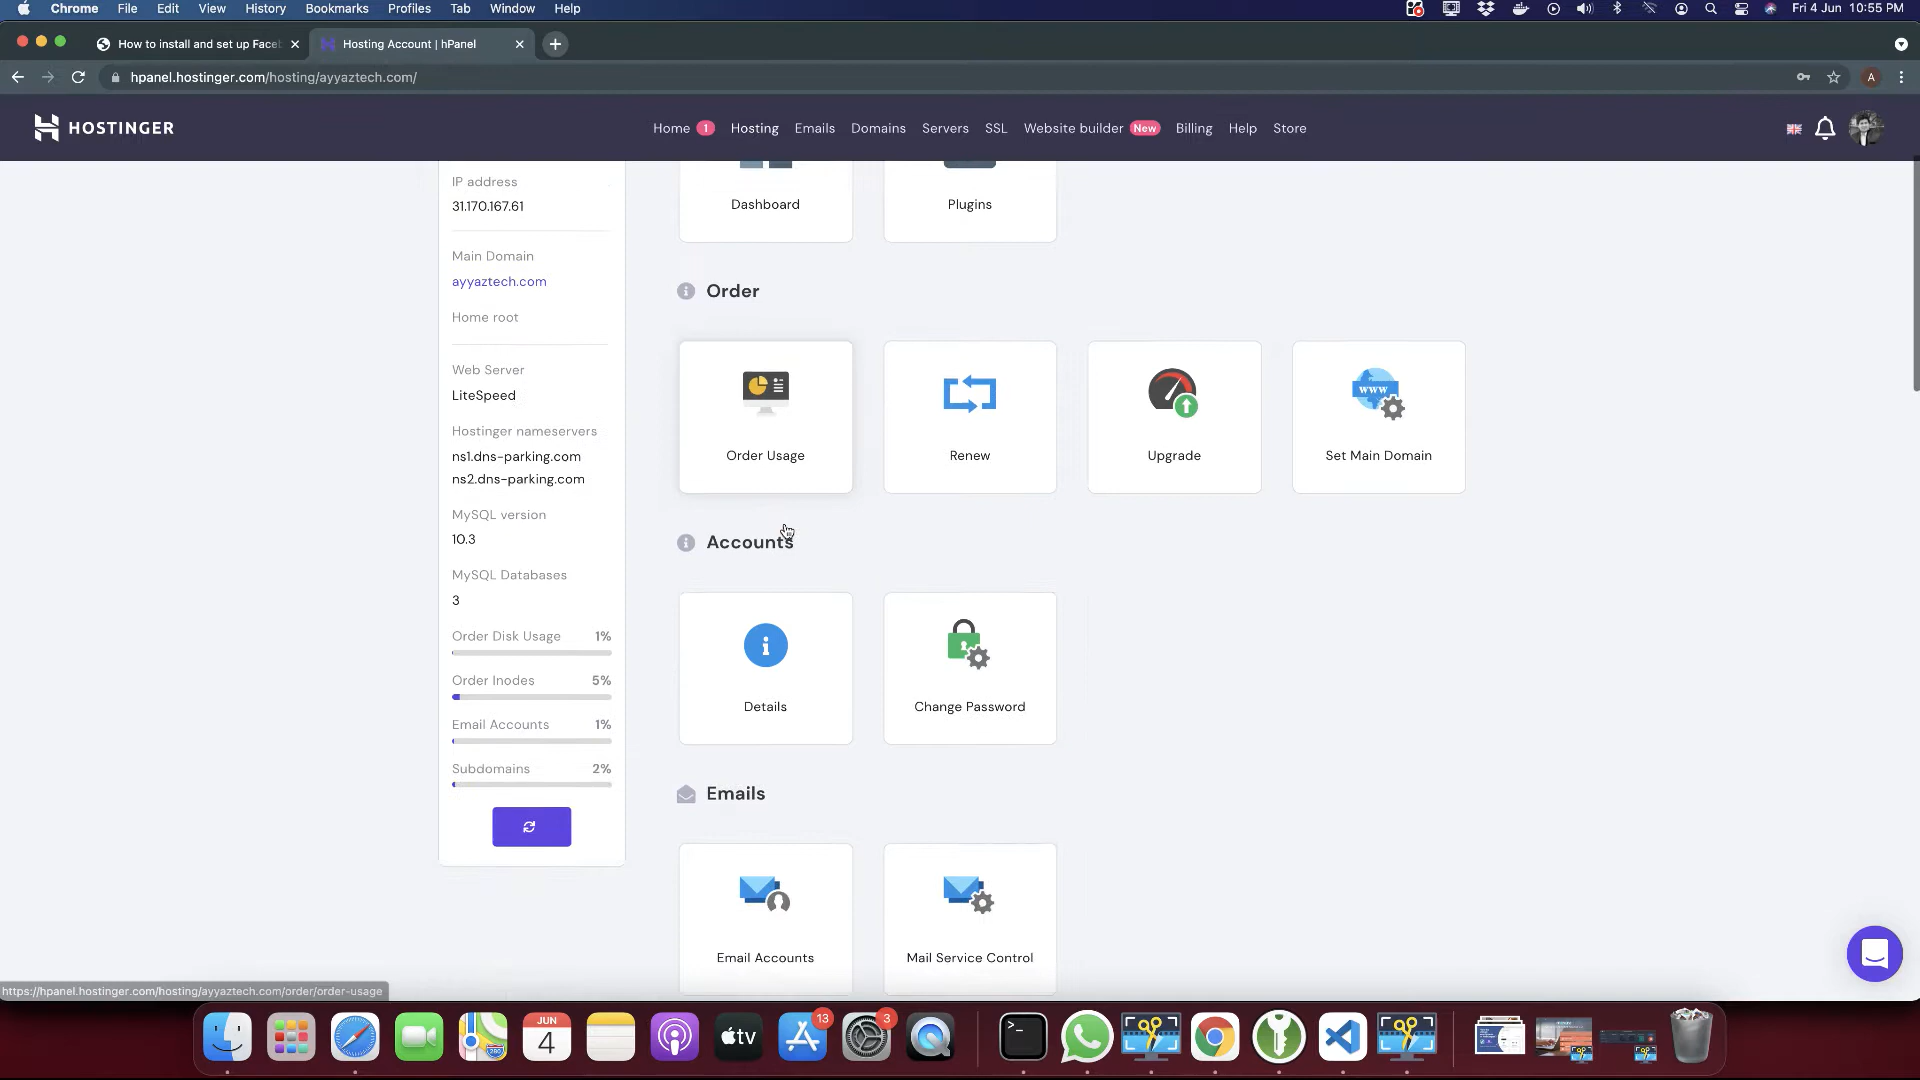 Chrome File Edit View History Bookmarks Profiles Tab Window Help Fri 4 Jun 10:55 PM
How to install and set up Faceb Hosting Account | hPanel
hpanel.hostinger.com/hosting/ayyaztech.com/ A
HOSTINGER Home 1 Hosting Emails Domains Servers SSL Website builder New Billing Help Store
IP address
31.170.167.61
Main Domain
ayyaztech.com
Home root
Web Server
LiteSpeed
Hostinger nameservers
ns1.dns-parking.com
ns2.dns-parking.com
MySQL version
10.3
MySQL Databases
3
Order Disk Usage 1%
Order Inodes 5%
Email Accounts 1%
Subdomains 2%
Dashboard Plugins
Order
www
Order Usage Renew Upgrade Set Main Domain
Accounts
Details Change Password
Emails
Email Accounts Mail Service Control
https://hpanel.hostinger.com/hosting/ayyaztech.com/order/order-usage
JUN
4
tv
13
3
280